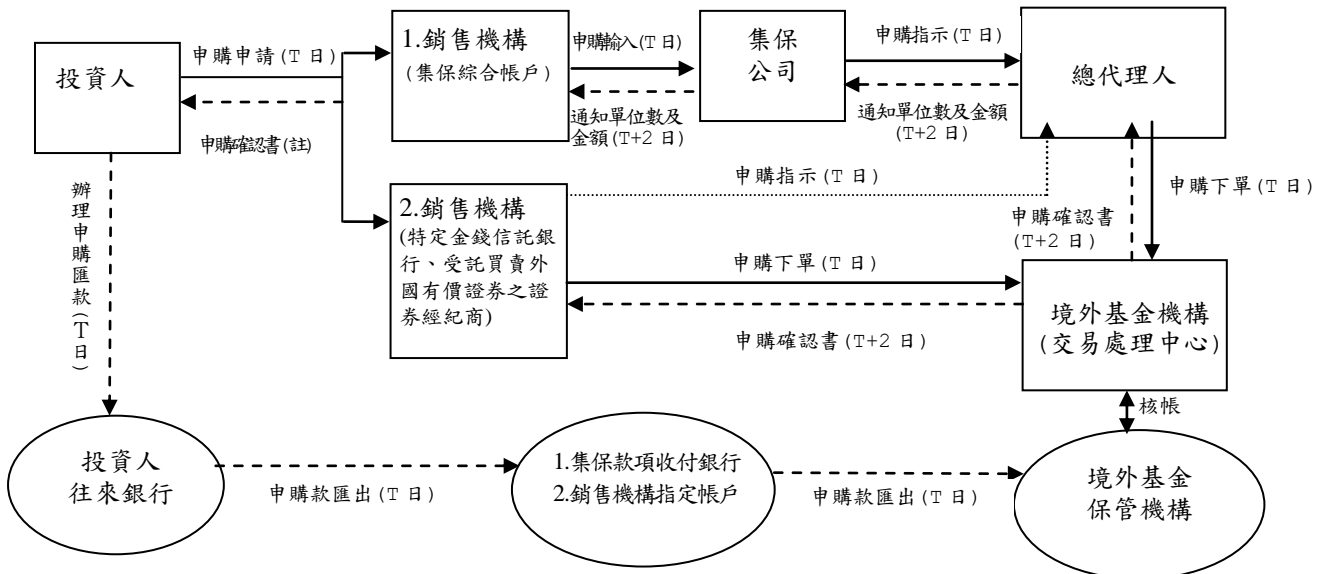 投資人
申購申請(T 日)
申購確認書(註)
1.銷售機構
(集保綜合帳戶)
申購輸入(T 日)
通知單位數及
金額(T+2 日)
集保
公司
申購指示(T 日)
通知單位數及金額
(T+2 日)
總代理人
申購指示(T 日)
申購下單(T 日)
申購確認書
(T+2 日)
2.銷售機構
(特定金錢信託銀
行、受託買賣外
國有價證券之證
券經紀商)
申購下單(T 日)
申購確認書(T+2 日)
境外基金機構
(交易處理中心)
核帳
辦理申購匯款(T日)
投資人
往來銀行
申購款匯出(T 日)
1.集保款項收付銀行
2.銷售機構指定帳戶
申購款匯出(T 日)
境外基金
保管機構